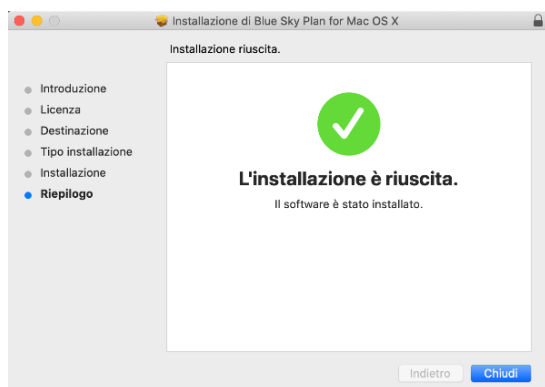 Installazione di Blue Sky Plan for Mac OS X
Installazione riuscita.
Introduzione
Licenza
Destinazione
Tipo installazione
Installazione
Riepilogo
L'installazione è riuscita.
Il software è stato installato.
Indietro
Chiudi